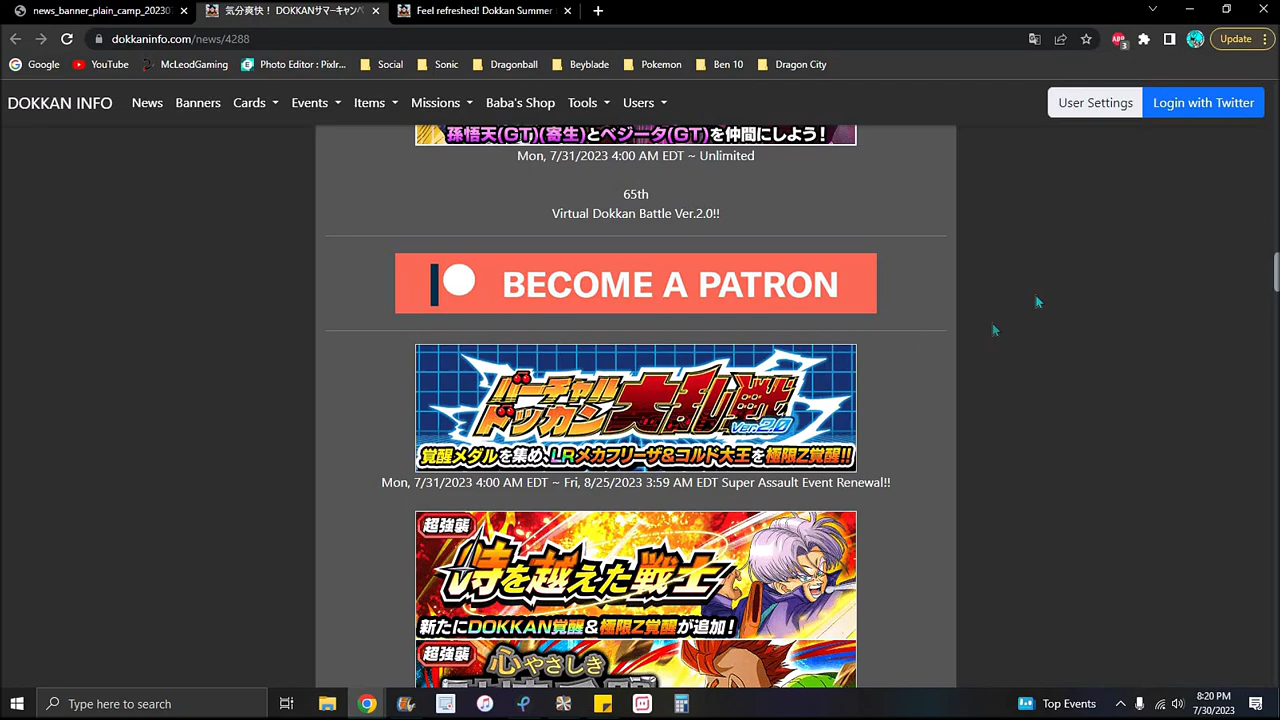 news_banner_plain_camp_20230
気分爽快！ DOKKANサマーキャンペ
Feel refreshed! Dokkan Summer
dokkaninfo.com/news/4288
ABP
3
Update
Google
YouTube
McLeodGaming
Photo Editor : Pixlr...
Social
Sonic
Dragonball
Beyblade
Pokemon
Ben 10
Dragon City
DOKKAN INFO
News
Banners
Cards
Events
Items
Missions
Baba's Shop
Tools
Users
User Settings
Login with Twitter
孫悟天(GT)(寄生)とベジータ(GT)を仲間にしよう！
Mon, 7/31/2023 4:00 AM EDT ~ Unlimited
65th
Virtual Dokkan Battle Ver.2.0!!
BECOME A PATRON
バーチャル
ドッカン大乱戦
Ver.2.0
覚醒メダルを集め、LRメカフリーザ&コルド大王を極限Z覚醒!!
Mon, 7/31/2023 4:00 AM EDT ~ Fri, 8/25/2023 3:59 AM EDT Super Assault Event Renewal!!
超強襲
時を越えた戦士
新たにDOKKAN覚醒&極限Z覚醒が追加！
超強襲
心やさしき
Type here to search
Top Events
8:20 PM
7/30/2023